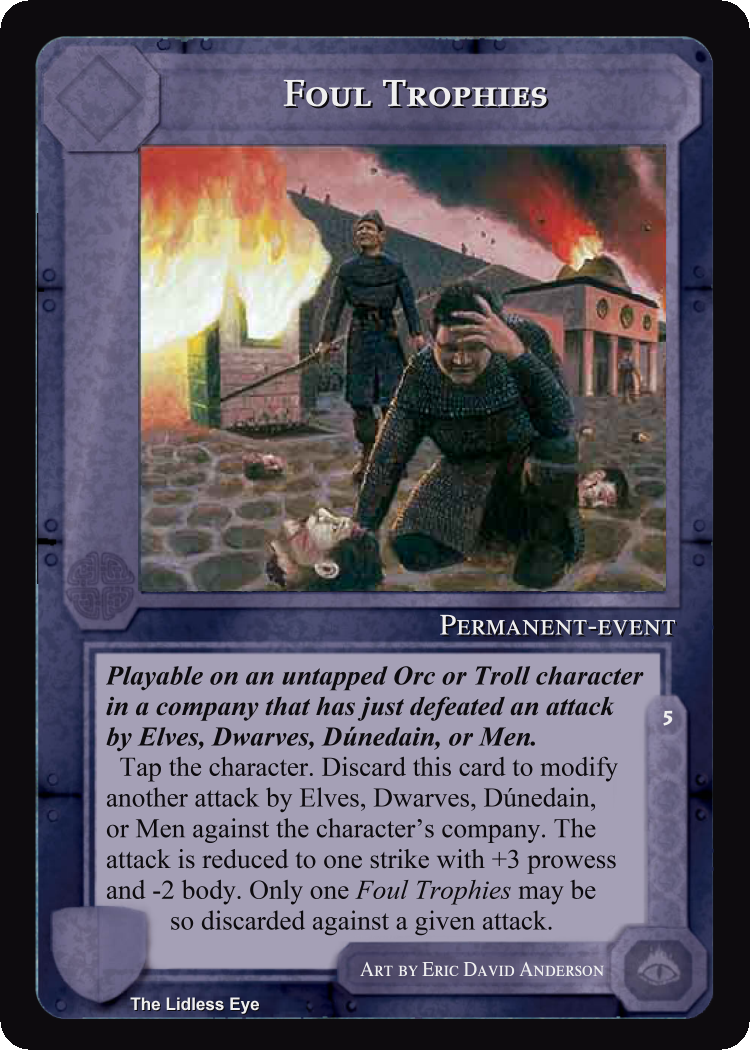 Foul Trophies
Permanent-event
Playable on an untapped Orc or Troll character
in a company that has just defeated an attack
by Elves, Dwarves, Dúnedain, or Men.
Tap the character. Discard this card to modify
another attack by Elves, Dwarves, Dúnedain,
or Men against the character's company. The
attack is reduced to one strike with +3 prowess
and -2 body. Only one Foul Trophies may be
so discarded against a given attack.
5
Art by Eric David Anderson
The Lidless Eye